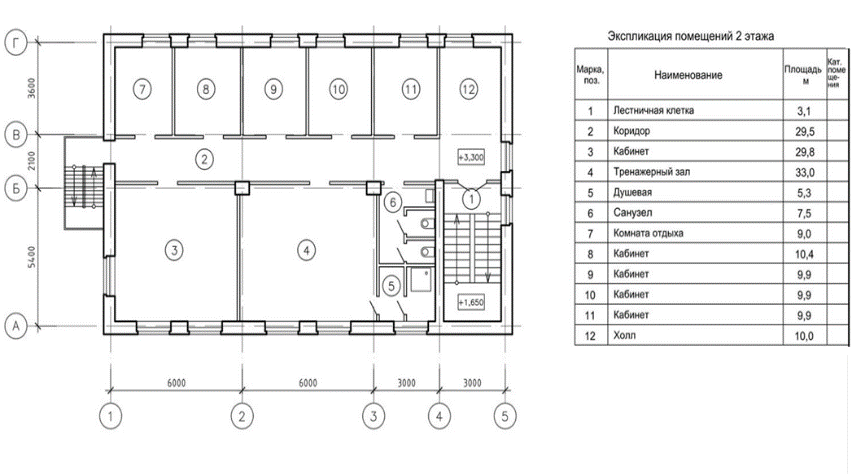 Экспликация помещений 2 этажа
Марка, поз. Наименование Площадь м Кат. поме ще- ния
1 Лестничная клетка 3,1
2 Коридор 29,5
3 Кабинет 29,8
4 Тренажерный зал 33,0
5 Душевая 5,3
6 Санузел 7,5
7 Комната отдыха 9,0
8 Кабинет 10,4
9 Кабинет 9,9
10 Кабинет 9,9
11 Кабинет 9,9
12 Холл 10,0
Г
3600
7 8 9 10 11 12
В
2100
2
+3,300
Б
6 1
5400
3 4
5
+1,650
А
6000 6000 3000 3000
1 2 3 4 5